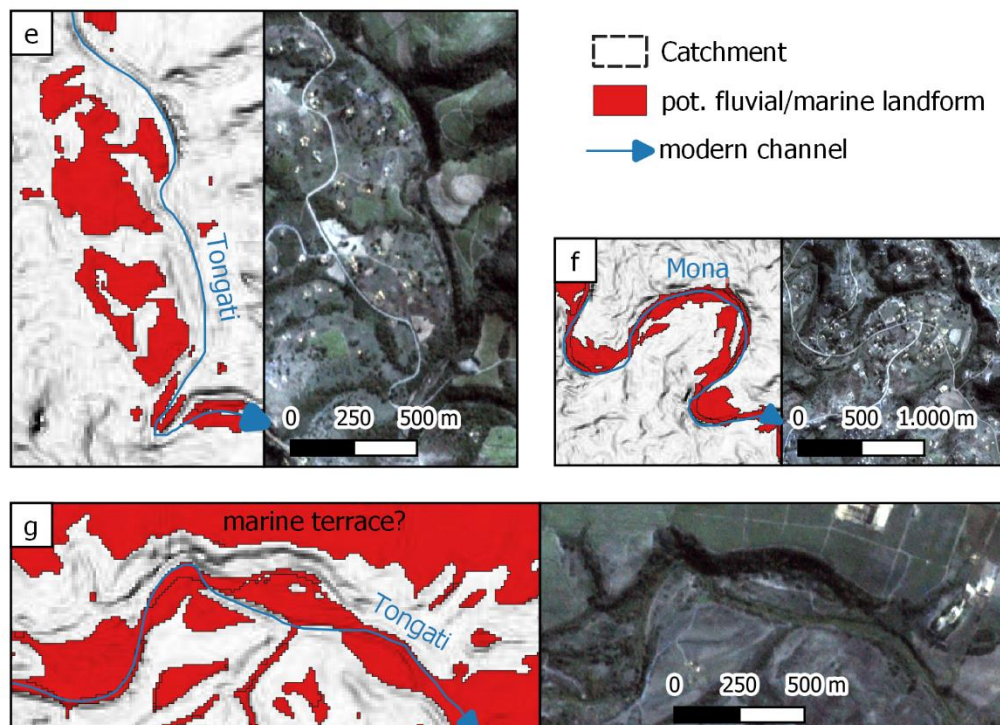 e
Tongati
0 250 500 m
Catchment
pot. fluvial/marine landform
modern channel
f
Mona
0 500 1.000 m
g
marine terrace?
Tongati
0 250 500 m